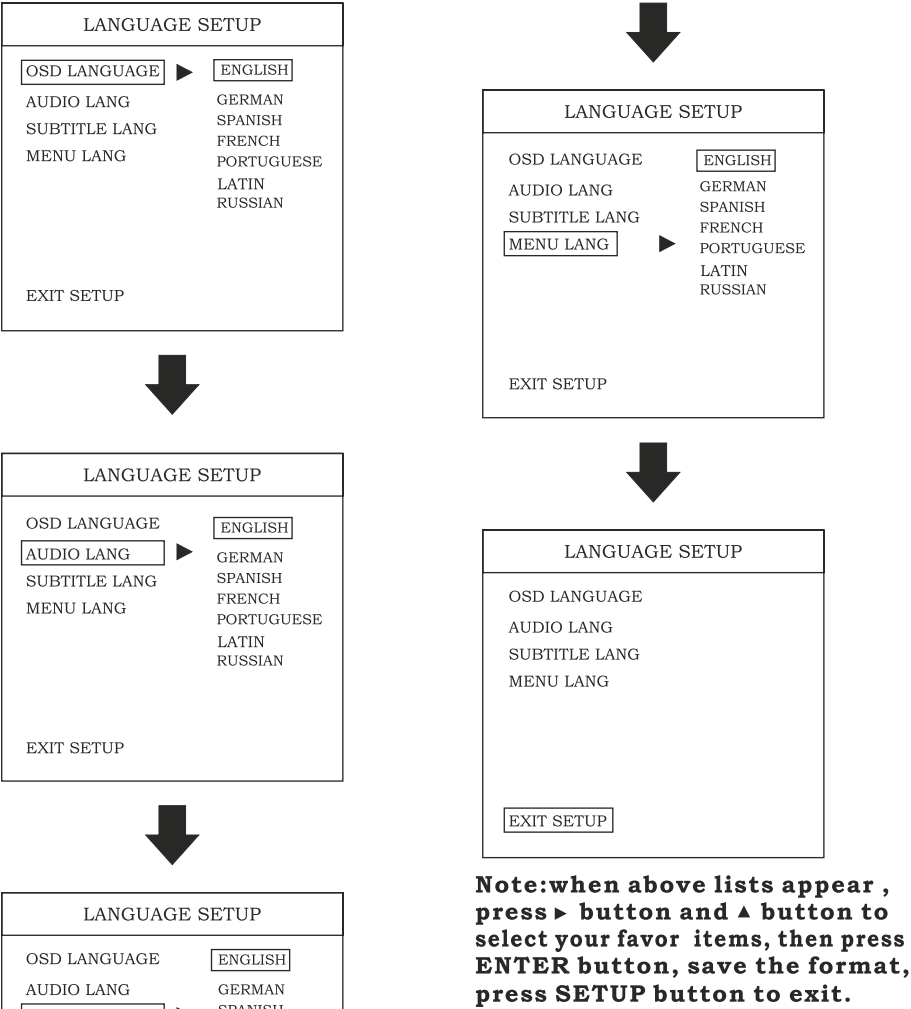 LANGUAGE SETUP
OSD LANGUAGE ► ENGLISH
AUDIO LANG GERMAN
SUBTITLE LANG SPANISH
FRENCH
MENU LANG PORTUGUESE
LATIN
RUSSIAN
EXIT SETUP
LANGUAGE SETUP
OSD LANGUAGE ENGLISH
AUDIO LANG ► GERMAN
SUBTITLE LANG SPANISH
FRENCH
MENU LANG PORTUGUESE
LATIN
RUSSIAN
EXIT SETUP
LANGUAGE SETUP
OSD LANGUAGE ENGLISH
AUDIO LANG GERMAN
SPANISH
LANGUAGE SETUP
OSD LANGUAGE ENGLISH
AUDIO LANG GERMAN
SPANISH
SUBTITLE LANG FRENCH
MENU LANG ► PORTUGUESE
LATIN
RUSSIAN
EXIT SETUP
LANGUAGE SETUP
OSD LANGUAGE
AUDIO LANG
SUBTITLE LANG
MENU LANG
EXIT SETUP
Note:when above lists appear ,
press ► button and ▲ button to
select your favor items, then press
ENTER button, save the format,
press SETUP button to exit.